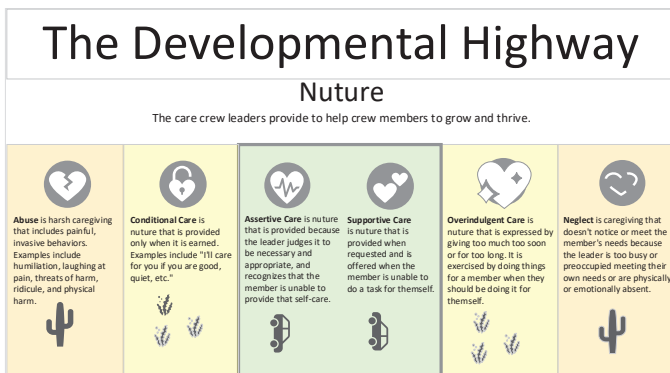 The Developmental Highway
Nuture
The care crew leaders provide to help crew members to grow and thrive.
Abuse is harsh caregiving
that includes painful,
invasive behaviors.
Examples include
humiliation, laughing at
pain, threats of harm,
ridicule, and physical
harm.
Conditional Care is
nuture that is provided
only when it is earned.
Examples include "I'll care
for you if you are good,
quiet, etc."
Assertive Care is nuture
that is provided because
the leader judges it to
be necessary and
appropriate, and
recognizes that the
member is unable to
provide that self-care.
Supportive Care
is nuture that is
provided when
requested and is
offered when the
member is unable to
do a task for themself.
Overindulgent Care is
nuture that is expressed by
giving too much too soon
or for too long. It is
exercised by doing things
for a member when they
should be doing it for
themself.
Neglect is caregiving that
doesn't notice or meet the
member's needs because
the leader is too busy or
preoccupied meeting their
own needs or are physically
or emotionally absent.